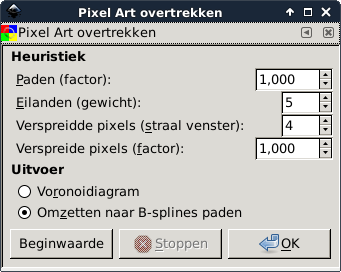 Pixel Art overtrekken
Pixel Art overtrekken
Heuristiek
Paden (factor): 1,000
Eilanden (gewicht): 5
Verspreidde pixels (straal venster): 4
Verspreide pixels (factor): 1,000
Uitvoer
Voronoidiagram
Omzetten naar B-splines paden
Beginwaarde Stoppen OK